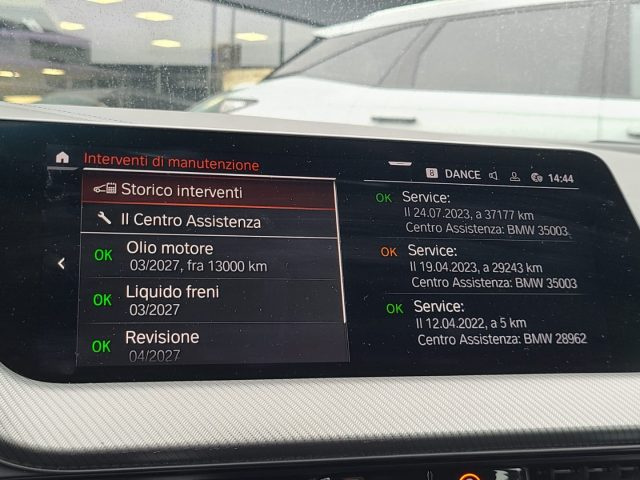 Interventi di manutenzione
8 DANCE 14:44
Storico interventi
Il Centro Assistenza
OK Olio motore
03/2027, fra 13000 km
OK Liquido freni
03/2027
OK Revisione
04/2027
OK Service:
Il 24.07.2023, a 37177 km
Centro Assistenza: BMW 35003
OK Service:
Il 19.04.2023, a 29243 km
Centro Assistenza: BMW 35003
OK Service:
Il 12.04.2022, a 5 km
Centro Assistenza: BMW 28962